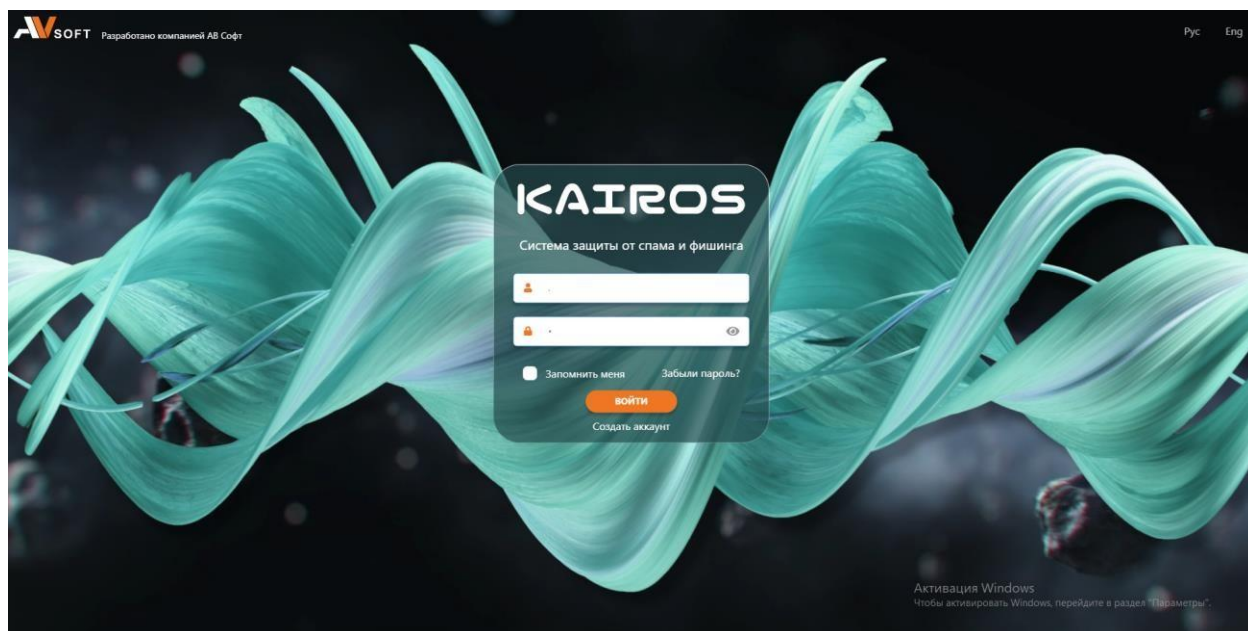 AVSOFT Разработано компанией АВ Софт
Рус Eng
KAIROS
Система защиты от спама и фишинга
Запомнить меня Забыли пароль?
ВОЙТИ
Создать аккаунт
Активация Windows
Чтобы активировать Windows, перейдите в раздел "Параметры".